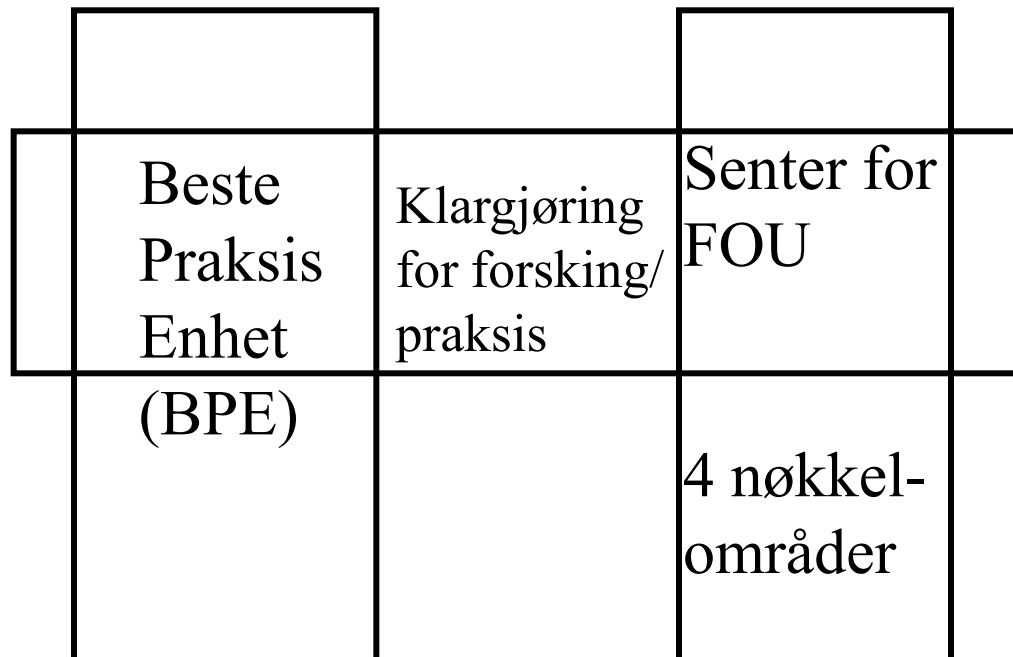 Beste
Praksis
Enhet
(BPE)
Klargjøring
for forsking/
praksis
Senter for
FOU
4 nøkkel-
områder